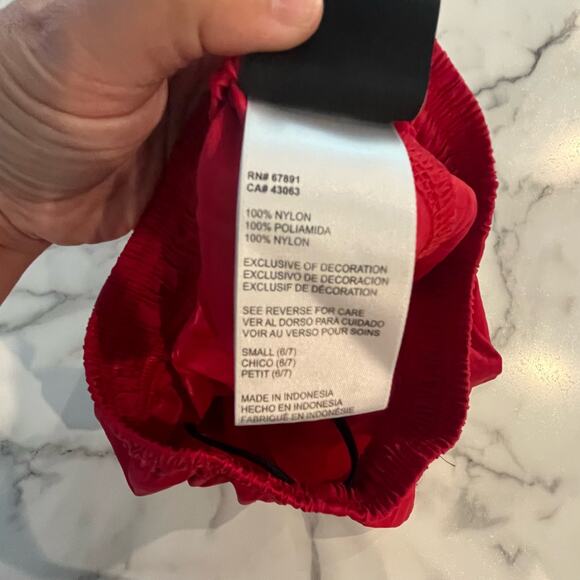 RN# 67891
CA# 43063
100% NYLON
100% POLIAMIDA
100% NYLON
EXCLUSIVE OF DECORATION
EXCLUSIVO DE DECORACION
EXCLUSIF DE DÉCORATION
SEE REVERSE FOR CARE
VER AL DORSO PARA CUIDADO
VOIR AU VERSO POUR SOINS
SMALL (6/7)
CHICO (6/7)
PETIT (6/7)
MADE IN INDONESIA
HECHO EN INDONESIA
FABRIQUÉ EN INDONÉSIE